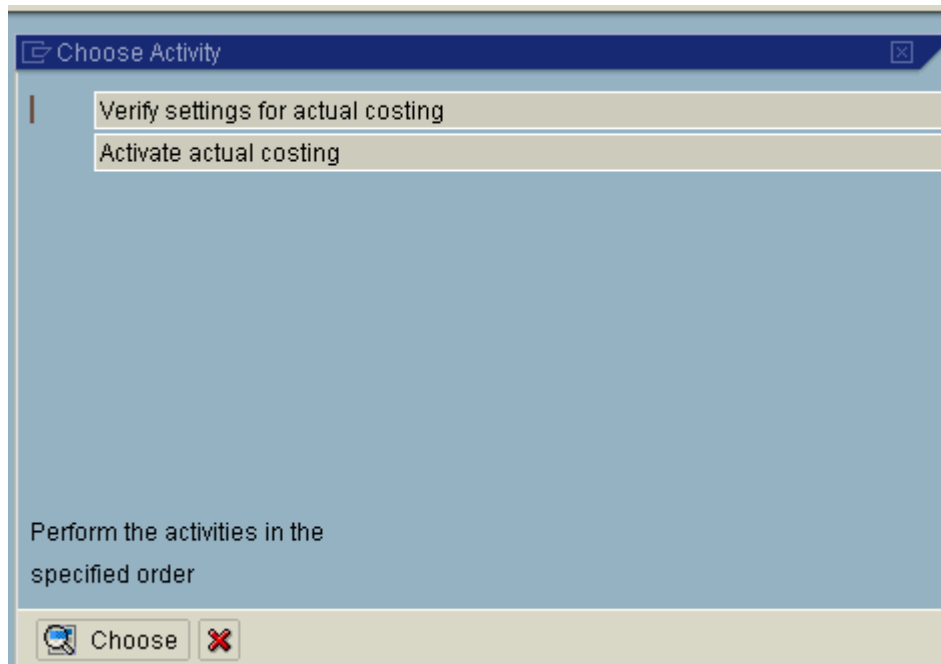 Choose Activity
Verify settings for actual costing
Activate actual costing
Perform the activities in the
specified order
Choose